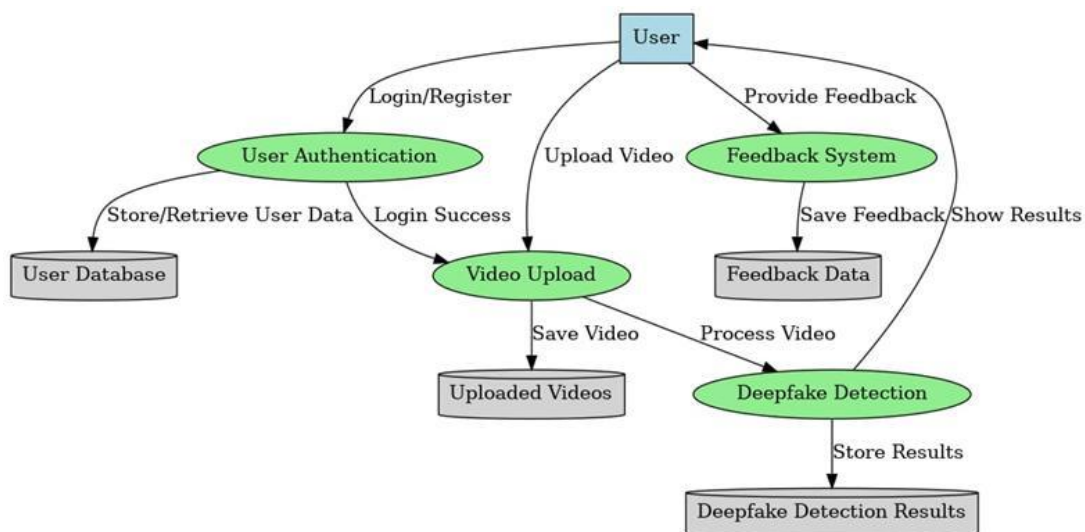 User
Login/Register
Provide Feedback
User Authentication
Upload Video
Feedback System
Store/Retrieve User Data
Login Success
Save Feedback
Show Results
User Database
Video Upload
Feedback Data
Save Video
Process Video
Uploaded Videos
Deepfake Detection
Store Results
Deepfake Detection Results